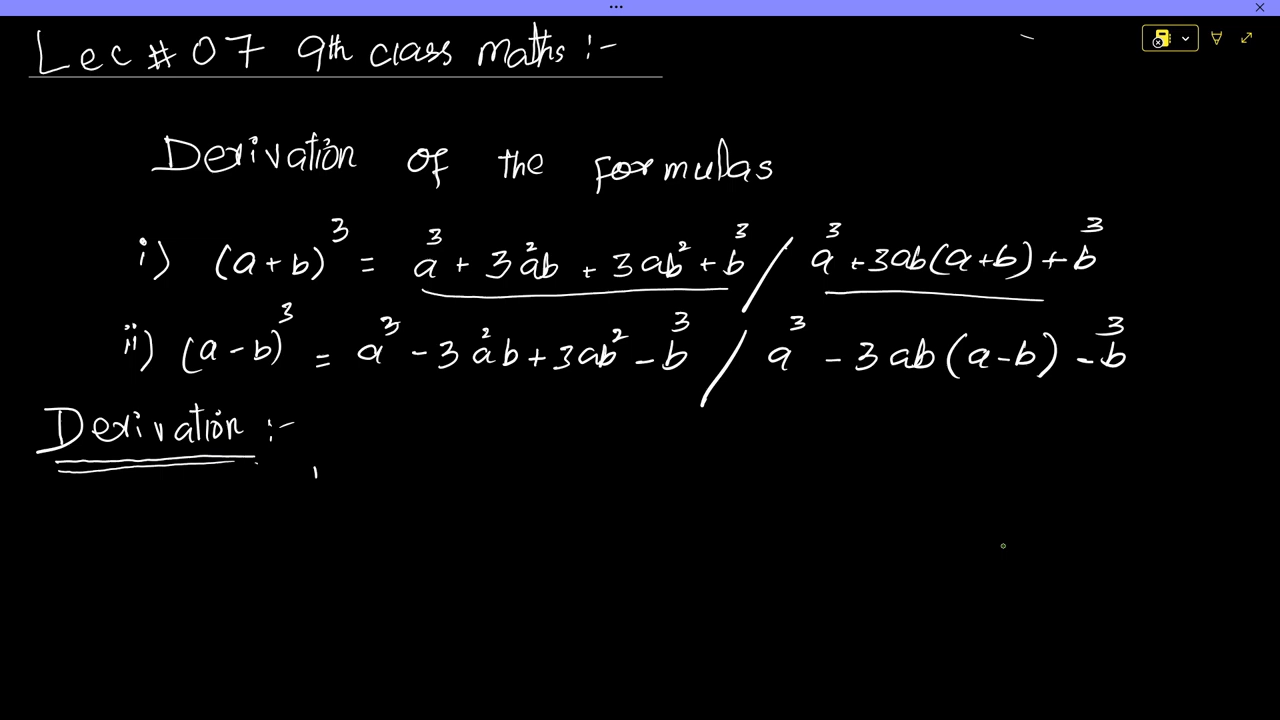 Lec # 07 9th class maths :-
Derivation of the formulas
i) (a+b)³ = a³ + 3a²b + 3ab² + b³ / a³ + 3ab(a+b) + b³
ii) (a-b)³ = a³ - 3a²b + 3ab² - b³ / a³ - 3ab(a-b) - b³
Derivation :-